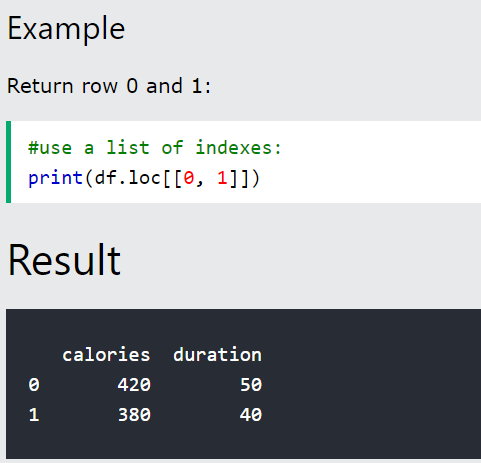 Example
Return row 0 and 1:
#use a list of indexes:
print(df.loc[[0, 1]])
Result
calories duration
0 420 50
1 380 40